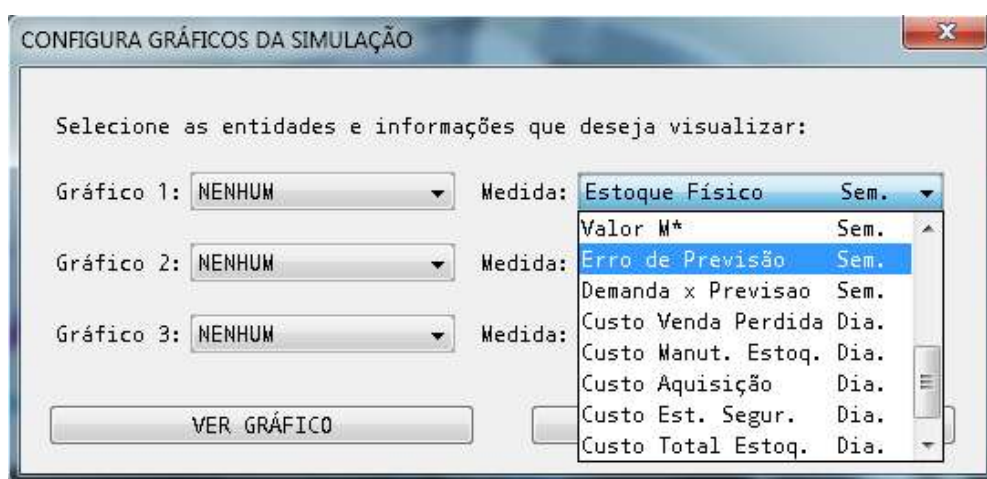 CONFIGURA GRÁFICOS DA SIMULAÇÃO
Selecione as entidades e informações que deseja visualizar:
Gráfico 1: NENHUM Medida: Estoque Físico Sem.
Valor M* Sem.
Gráfico 2: NENHUM Medida: Erro de Previsão Sem.
Demanda x Previsao Sem.
Gráfico 3: NENHUM Medida: Custo Venda Perdida Dia.
Custo Manut. Estoq. Dia.
Custo Aquisição Dia.
VER GRÁFICO Custo Est. Segur. Dia.
Custo Total Estoq. Dia.